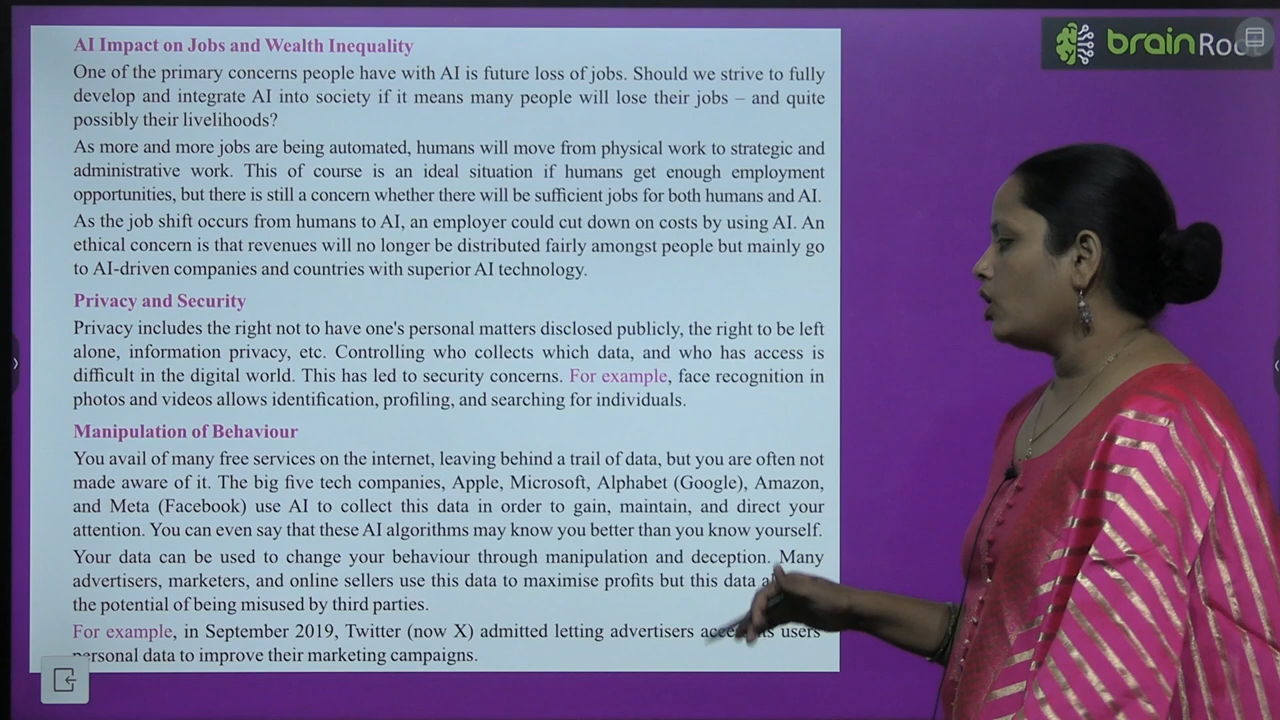 AI Impact on Jobs and Wealth Inequality
One of the primary concerns people have with AI is future loss of jobs. Should we strive to fully
develop and integrate AI into society if it means many people will lose their jobs – and quite
possibly their livelihoods?
As more and more jobs are being automated, humans will move from physical work to strategic and
administrative work. This of course is an ideal situation if humans get enough employment
opportunities, but there is still a concern whether there will be sufficient jobs for both humans and AI.
As the job shift occurs from humans to AI, an employer could cut down on costs by using AI. An
ethical concern is that revenues will no longer be distributed fairly amongst people but mainly go
to AI-driven companies and countries with superior AI technology.
Privacy and Security
Privacy includes the right not to have one's personal matters disclosed publicly, the right to be left
alone, information privacy, etc. Controlling who collects which data, and who has access is
difficult in the digital world. This has led to security concerns. For example, face recognition in
photos and videos allows identification, profiling, and searching for individuals.
Manipulation of Behaviour
You avail of many free services on the internet, leaving behind a trail of data, but you are often not
made aware of it. The big five tech companies, Apple, Microsoft, Alphabet (Google), Amazon,
and Meta (Facebook) use AI to collect this data in order to gain, maintain, and direct your
attention. You can even say that these AI algorithms may know you better than you know yourself.
Your data can be used to change your behaviour through manipulation and deception. Many
advertisers, marketers, and online sellers use this data to maximise profits but this data
the potential of being misused by third parties.
For example, in September 2019, Twitter (now X) admitted letting advertisers users'
personal data to improve their marketing campaigns.
brain